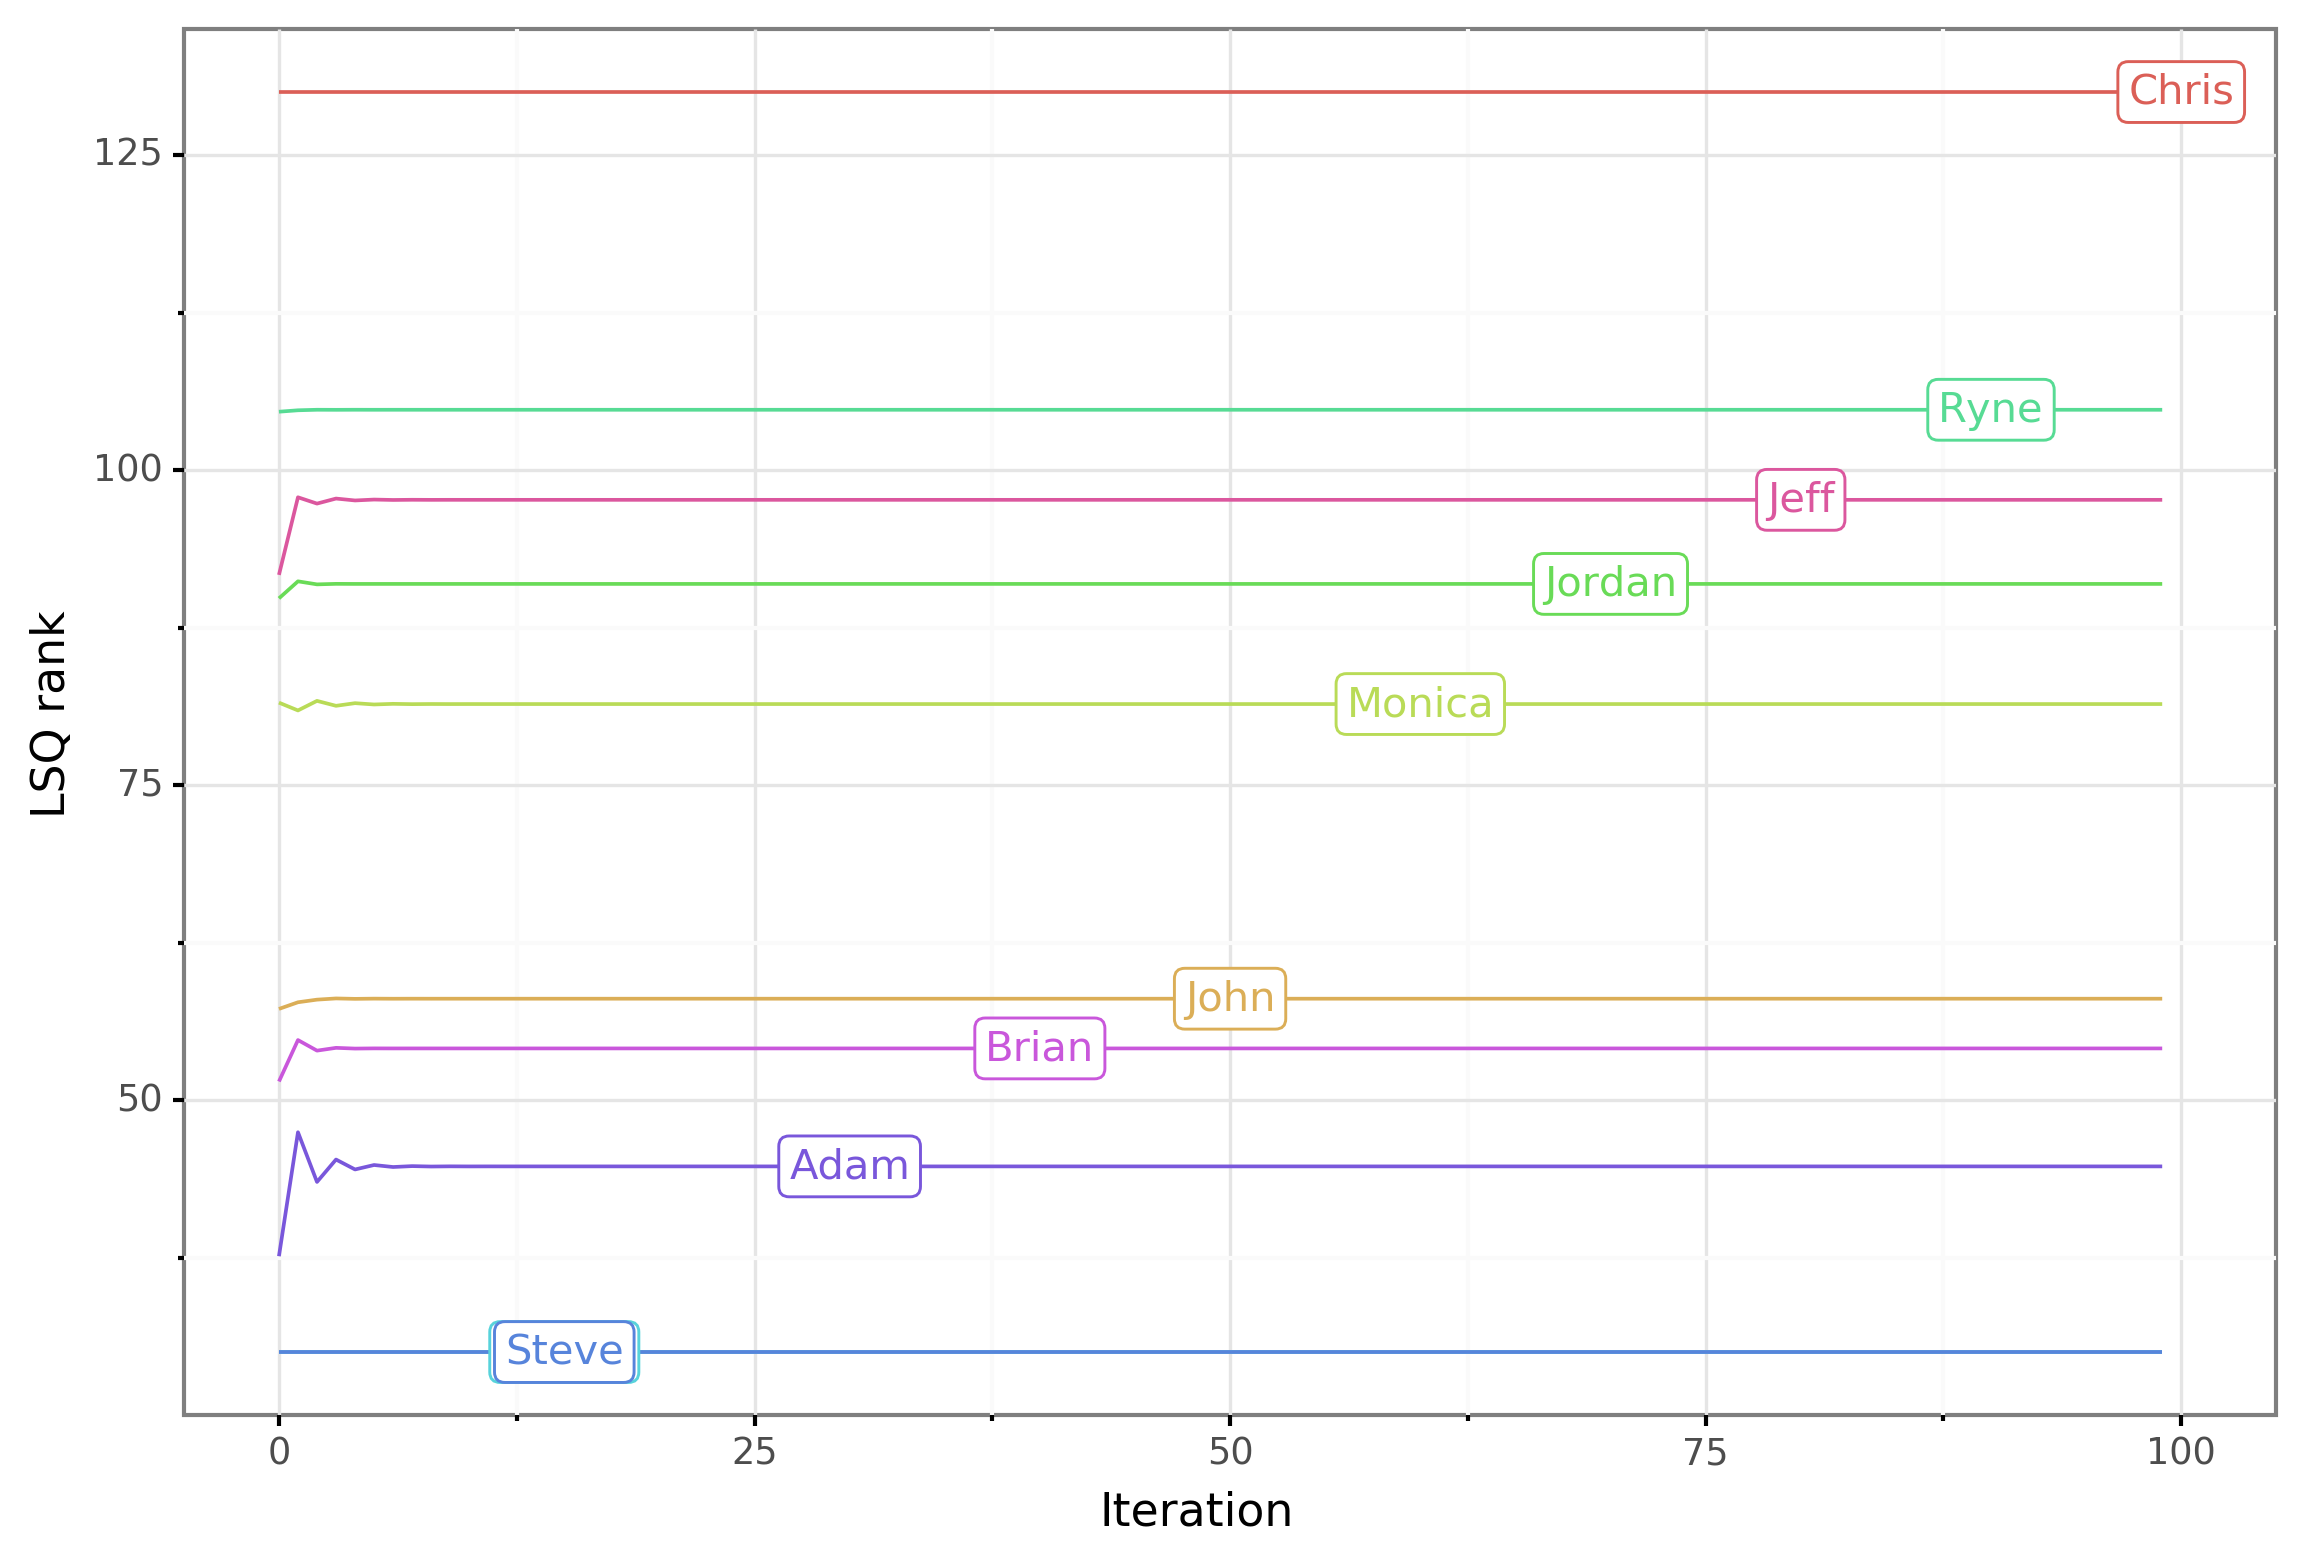 Chris
125
Ryne
100
Jeff
Jordan
Monica
75
John
Brian
50
Adam
Steve
0 25 50 75 100
Iteration
LSQ rank